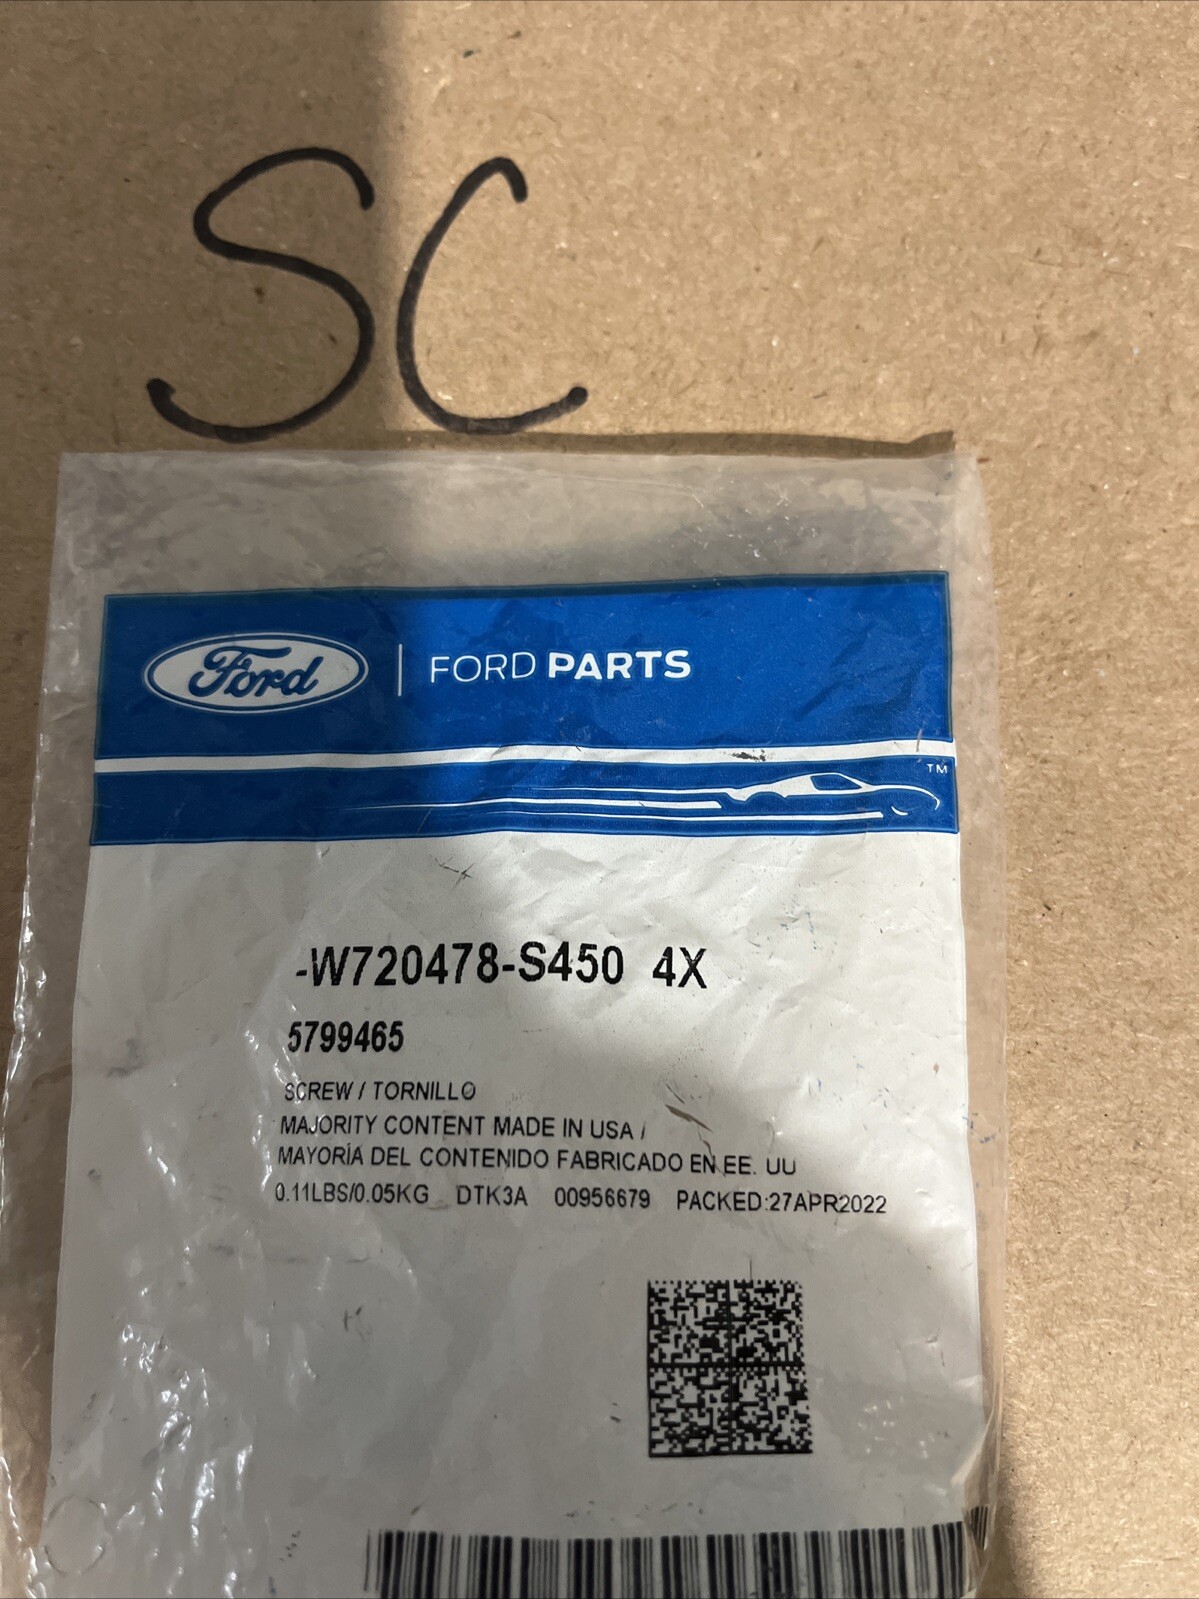 SC
Ford | FORD PARTS
TM
-W720478-S450 4X
5799465
SCREW / TORNILLO
MAJORITY CONTENT MADE IN USA /
MAYORÍA DEL CONTENIDO FABRICADO EN EE. UU
0.11LBS/0.05KG DTK3A 00956679 PACKED:27APR2022